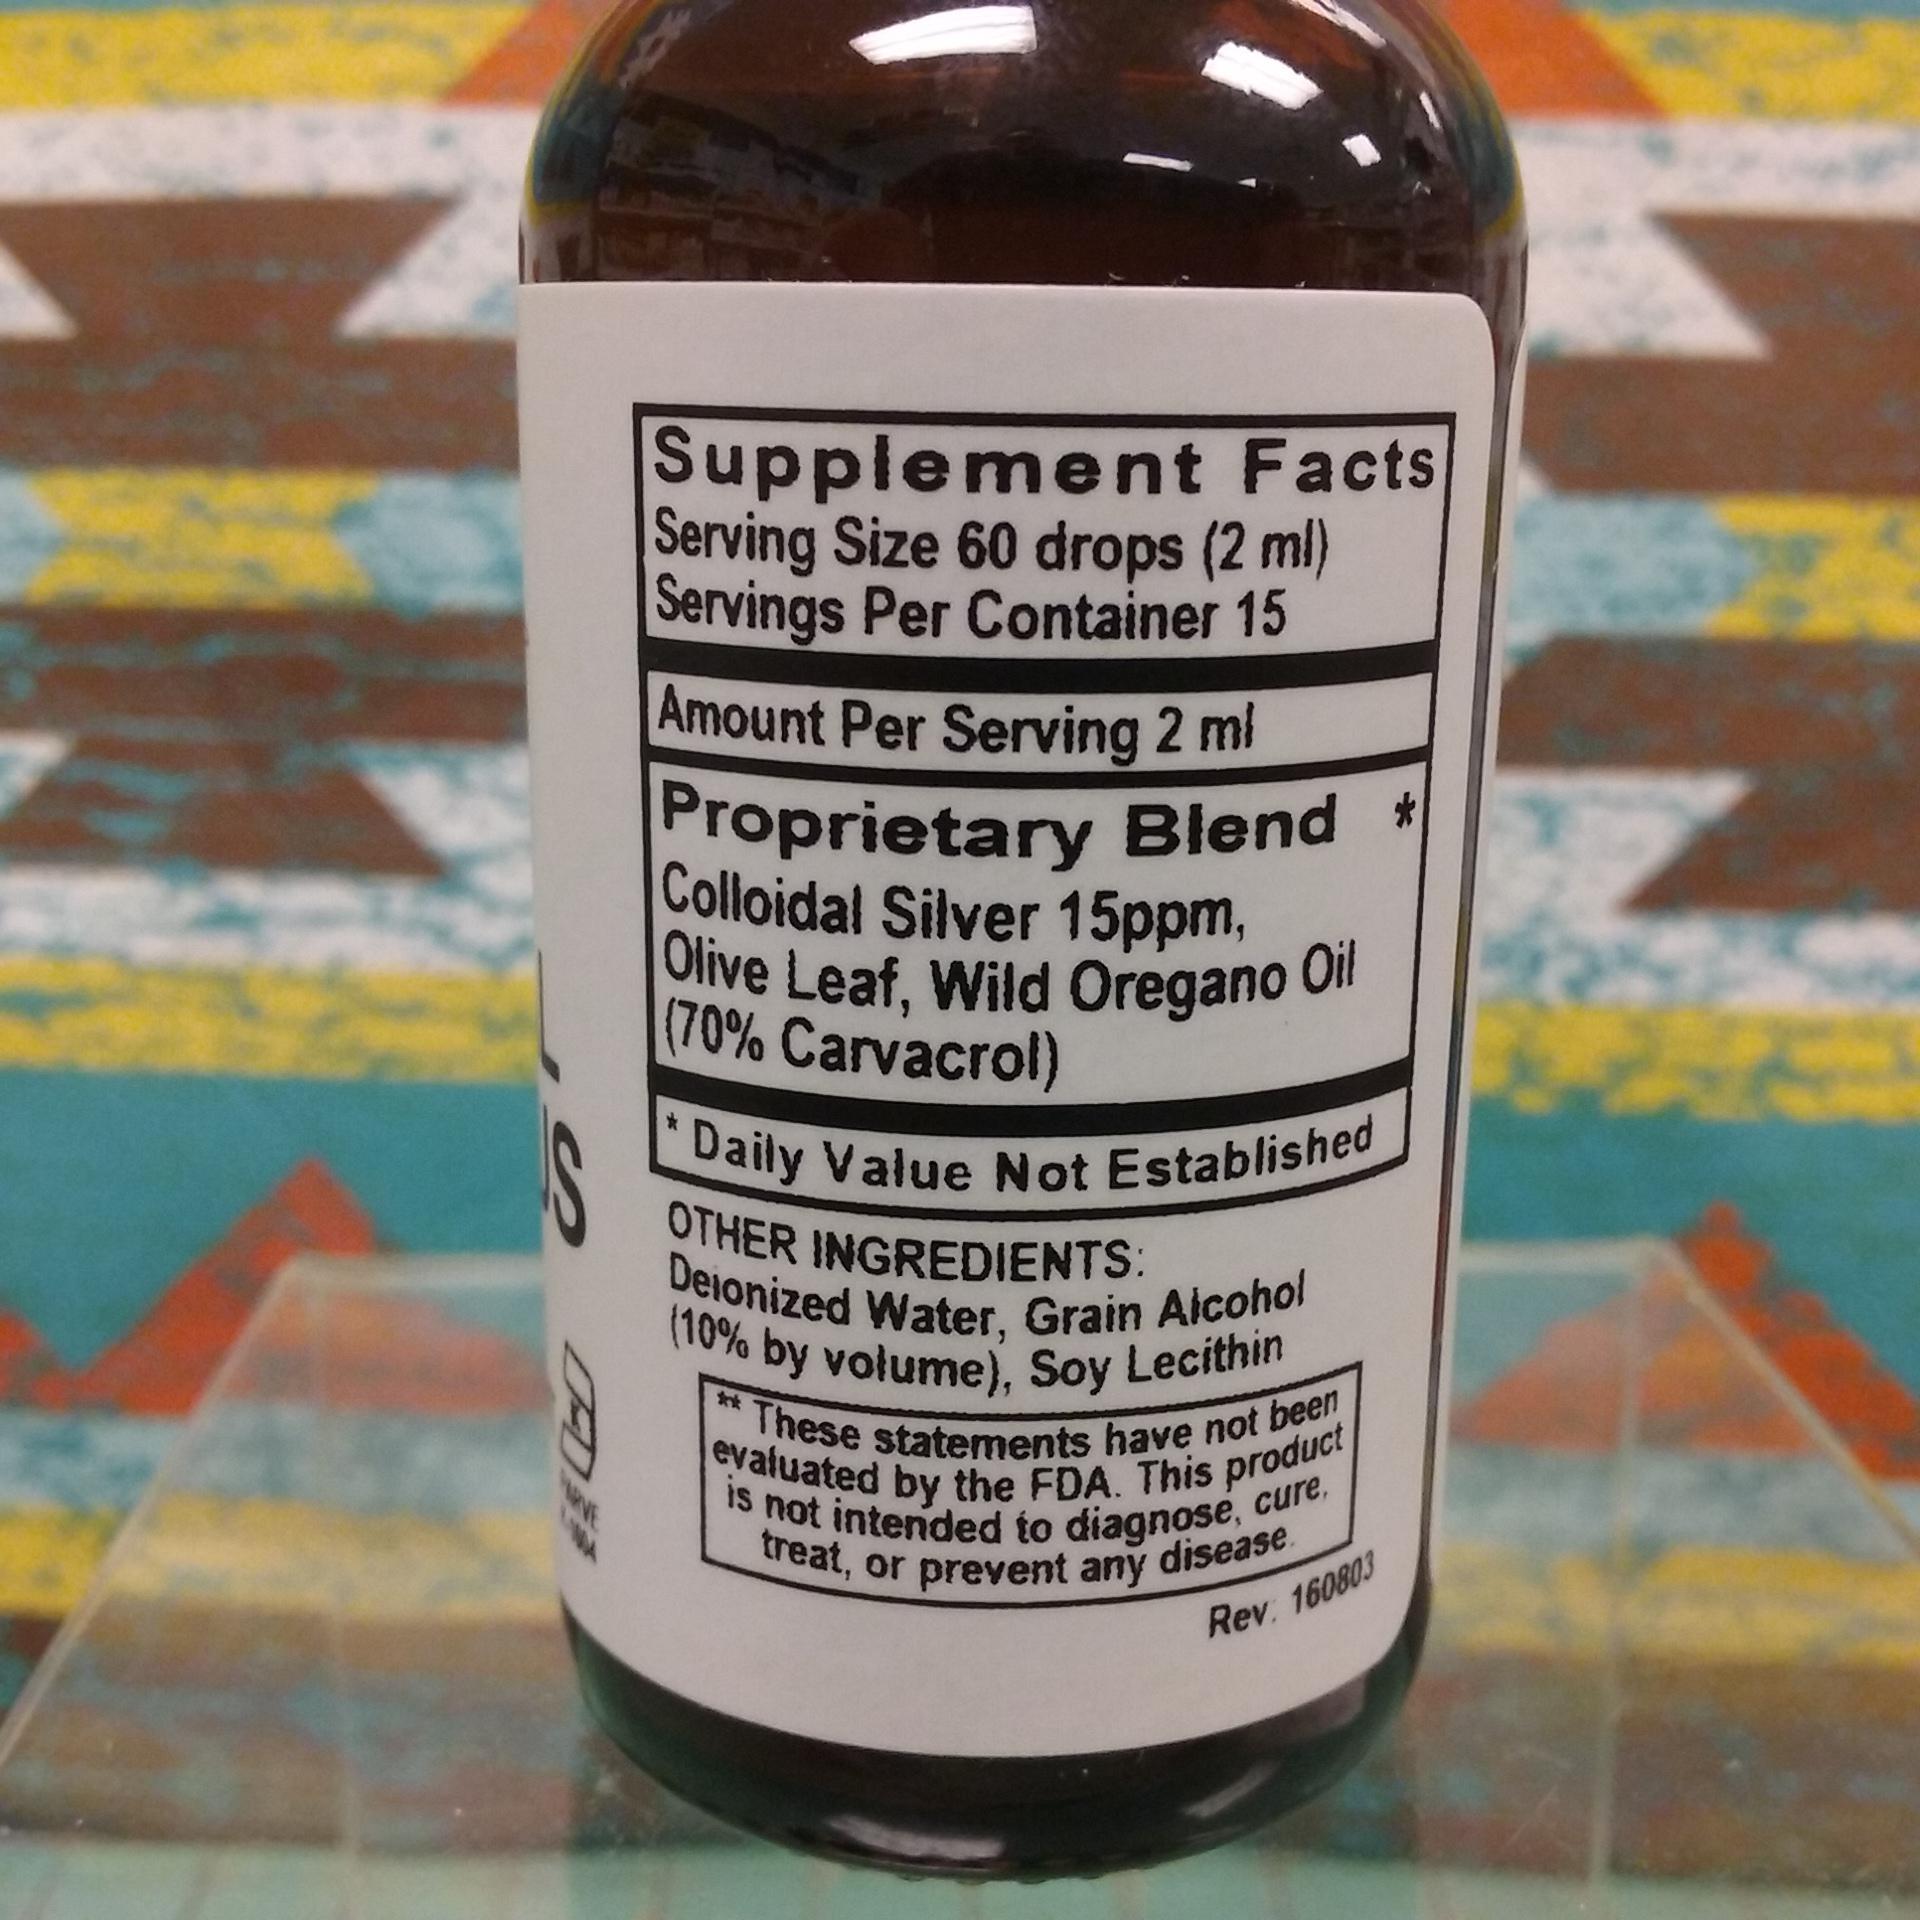 Supplement Facts
Serving Size 60 drops (2 ml)
Servings Per Container 15
Amount Per Serving 2 ml
Proprietary Blend *
Colloidal Silver 15ppm,
Olive Leaf, Wild Oregano Oil
(70% Carvacrol)
* Daily Value Not Established
OTHER INGREDIENTS:
Deionized Water, Grain Alcohol
(10% by volume), Soy Lecithin
** These statements have not been
evaluated by the FDA. This product
is not intended to diagnose, cure,
treat, or prevent any disease.
Rev: 160803